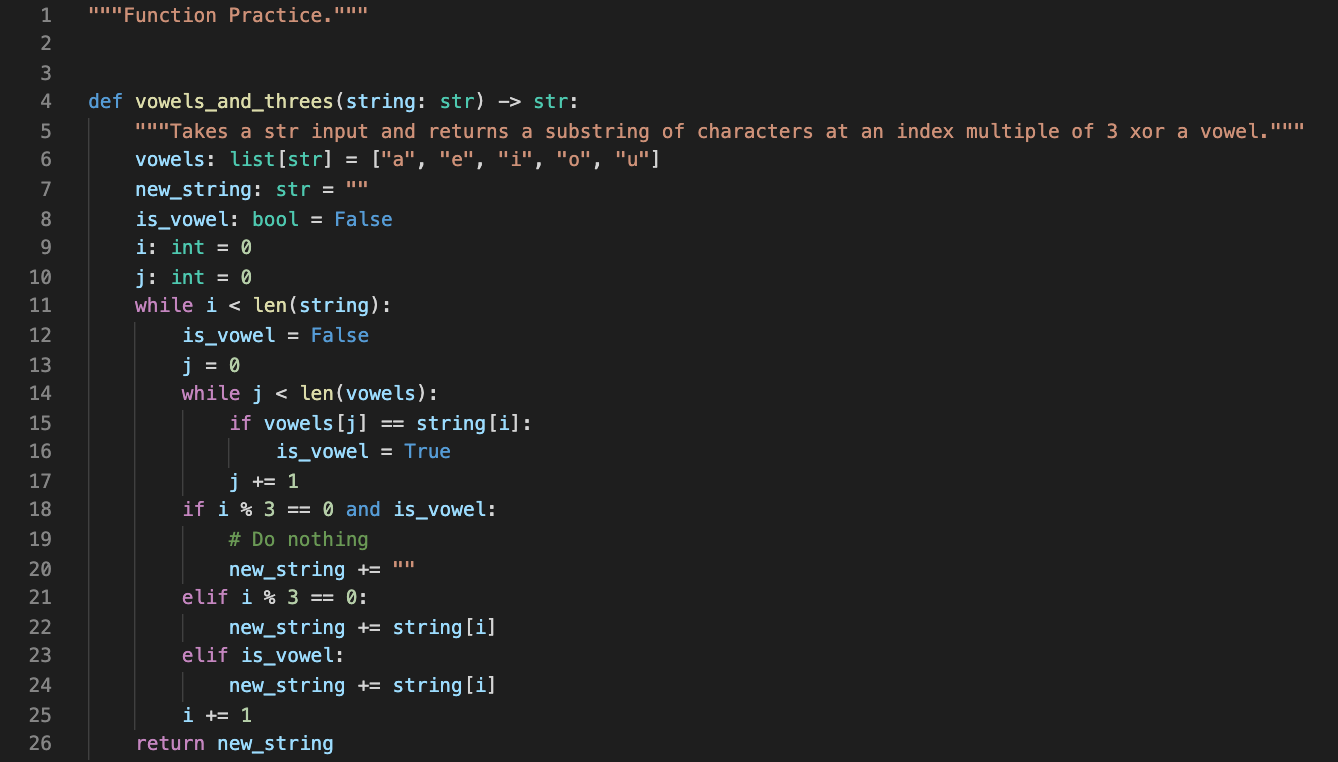 1 """Function Practice."""
2
3
4 def vowels_and_threes(string: str) -> str:
5     """Takes a str input and returns a substring of characters at an index multiple of 3 xor a vowel."""
6     vowels: list[str] = ["a", "e", "i", "o", "u"]
7     new_string: str = ""
8     is_vowel: bool = False
9     i: int = 0
10     j: int = 0
11     while i < len(string):
12         is_vowel = False
13         j = 0
14         while j < len(vowels):
15             if vowels[j] == string[i]:
16                 is_vowel = True
17             j += 1
18         if i % 3 == 0 and is_vowel:
19             # Do nothing
20             new_string += ""
21         elif i % 3 == 0:
22             new_string += string[i]
23         elif is_vowel:
24             new_string += string[i]
25         i += 1
26     return new_string